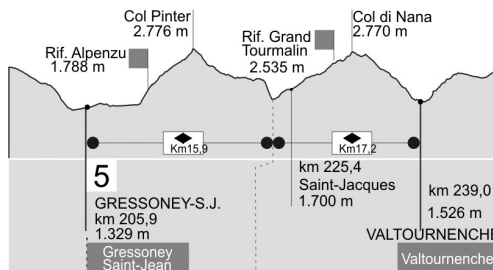 Col Pinter
2.776 m
Rif. Alpenzu
1.788 m
Rif. Grand
Tourmalin
2.535 m
Col di Nana
2.770 m
Km15,9
Km17,2
5
GRESSONEY-S.J.
km 205,9
1.329 m
Gressoney
Saint-Jean
km 225,4
Saint-Jacques
1.700 m
km 239,0
1.526 m
VALTOURNENCHE
Valtournenche